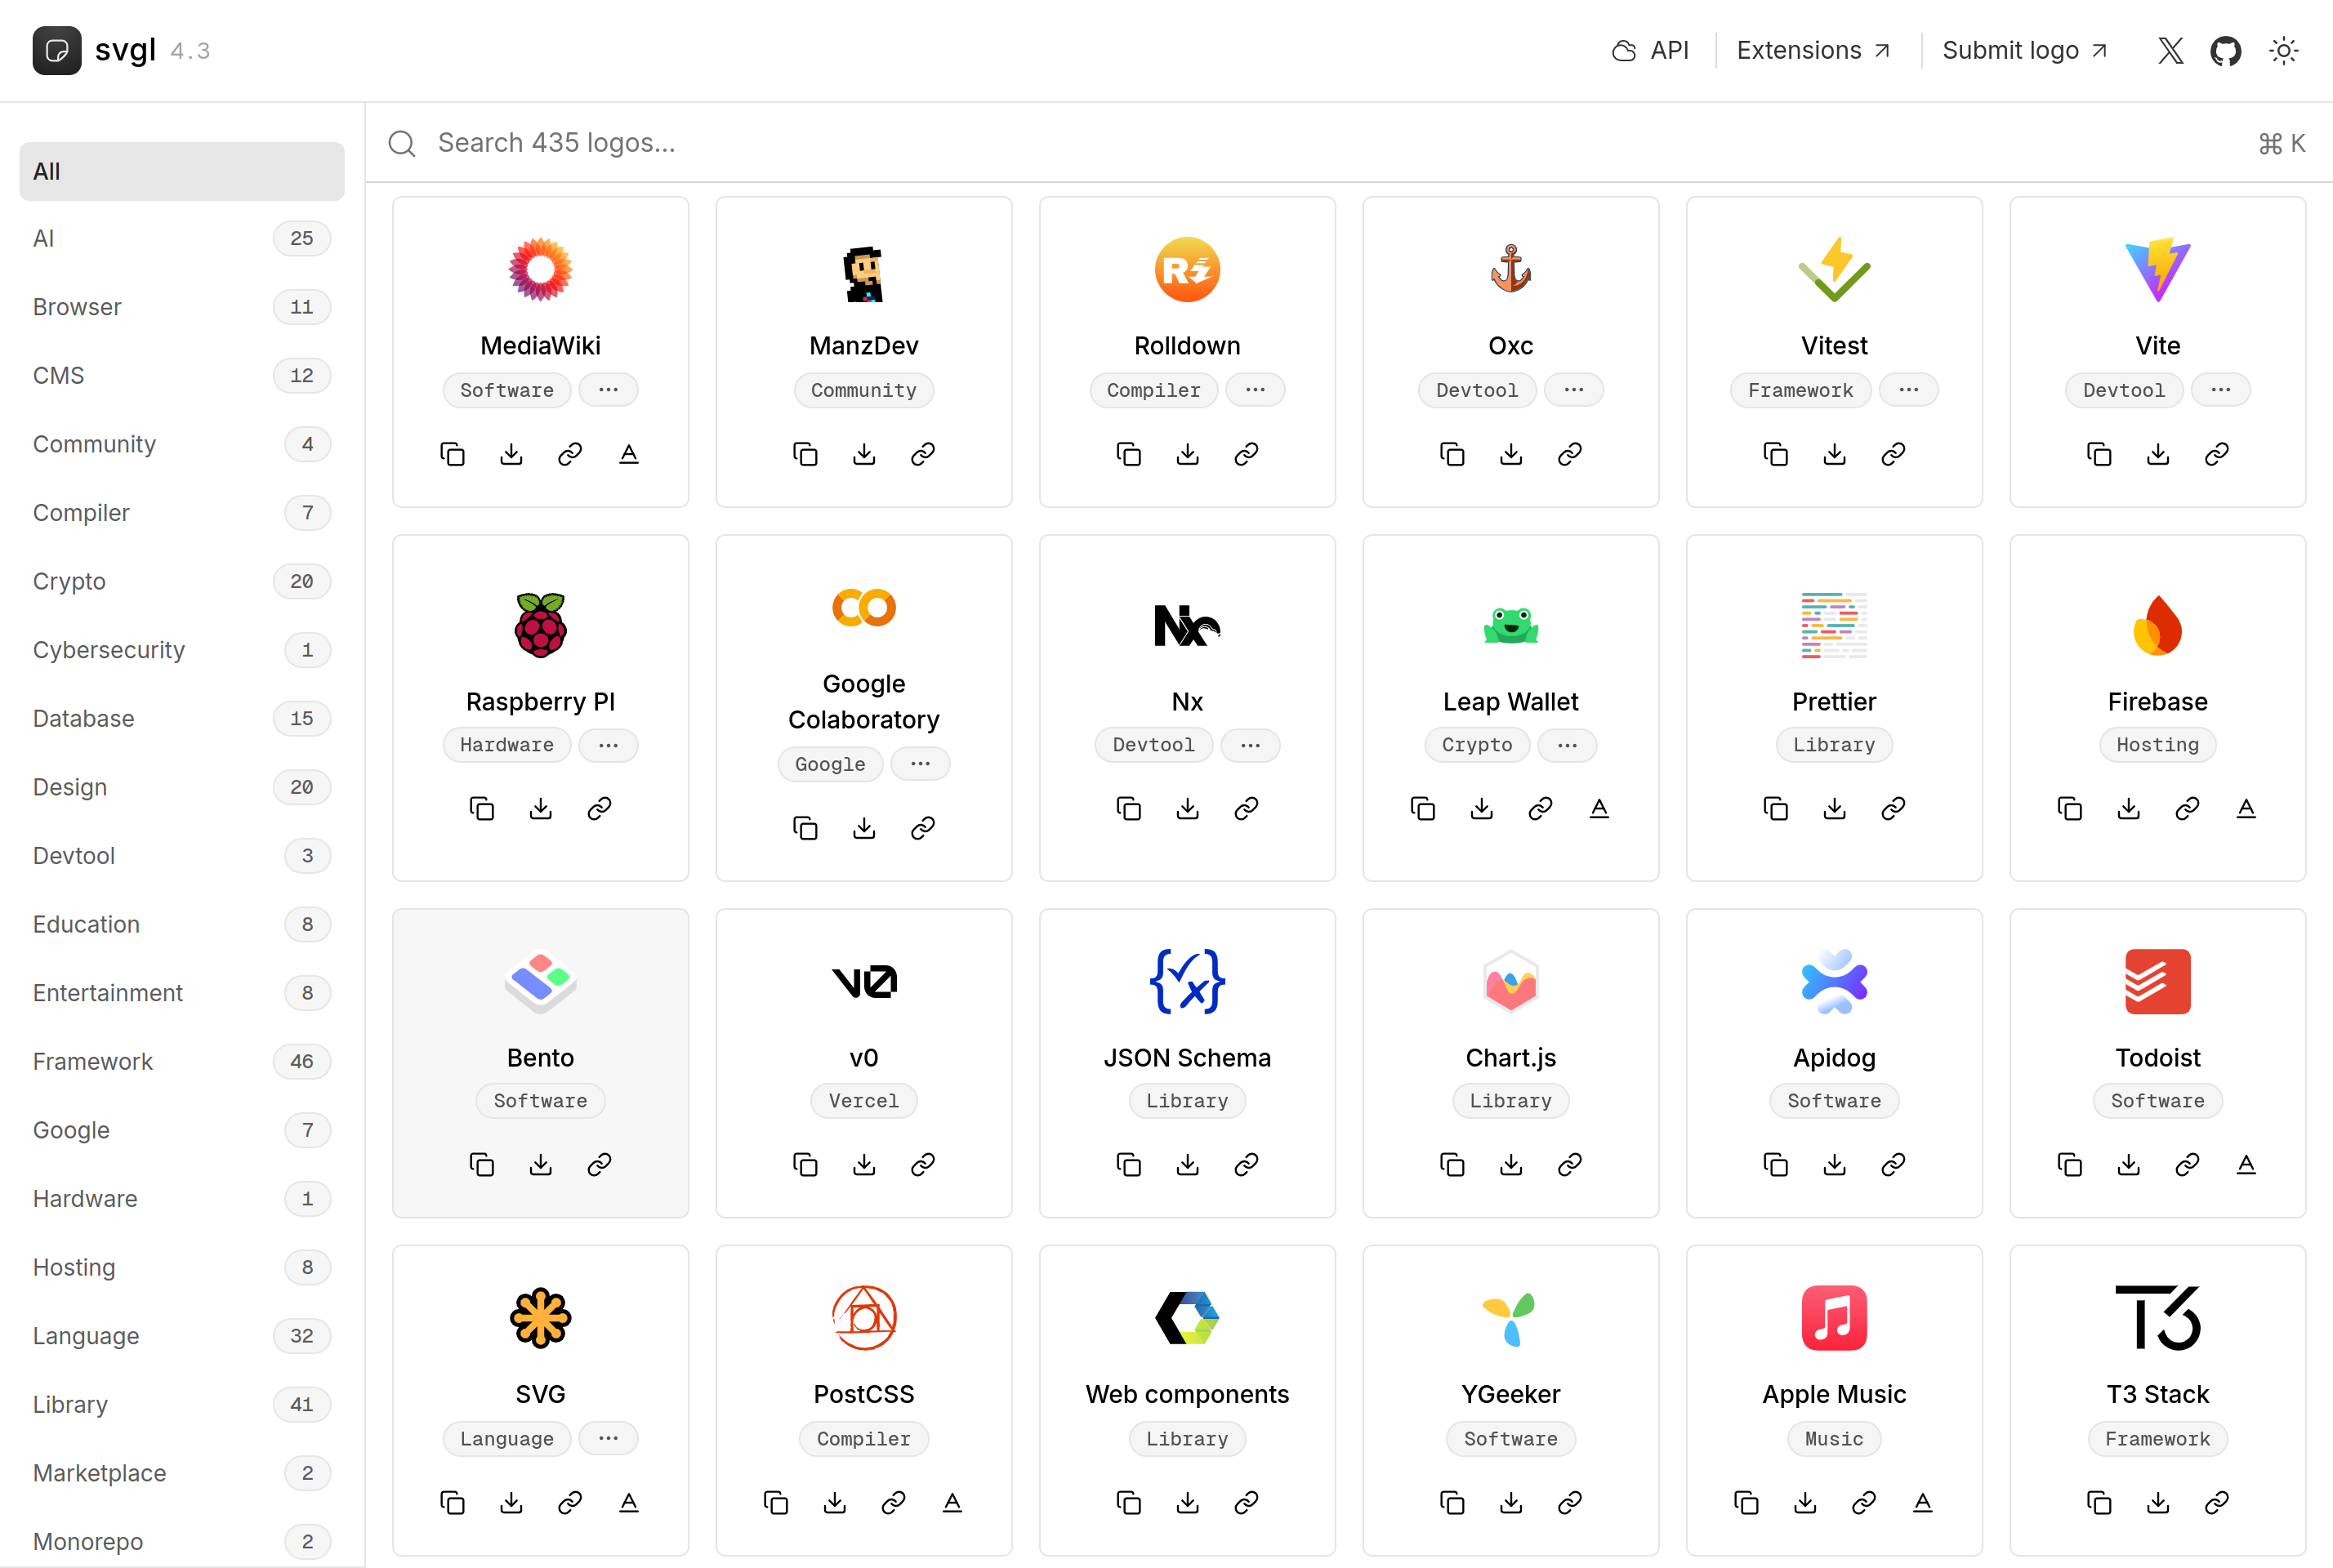 svgl 4.3
API
Extensions
Submit logo
Search 435 logos...
⌘ K
All
AI 25
Browser 11
CMS 12
Community 4
Compiler 7
Crypto 20
Cybersecurity 1
Database 15
Design 20
Devtool 3
Education 8
Entertainment 8
Framework 46
Google 7
Hardware 1
Hosting 8
Language 32
Library 41
Marketplace 2
Monorepo 2
MediaWiki
Software ...
ManzDev
Community
Rolldown
Compiler ...
Oxc
Devtool ...
Vitest
Framework ...
Vite
Devtool ...
Raspberry PI
Hardware ...
Google
Colaboratory
Google ...
Nx
Nx
Devtool ...
Leap Wallet
Crypto ...
Prettier
Library
Firebase
Hosting
Bento
Software
v0
v0
Vercel
JSON Schema
Library
Chart.js
Library
Apidog
Software
Todoist
Software
SVG
Language ...
PostCSS
Compiler
Web components
Library
YGeeker
Software
Apple Music
Music
T3
T3 Stack
Framework